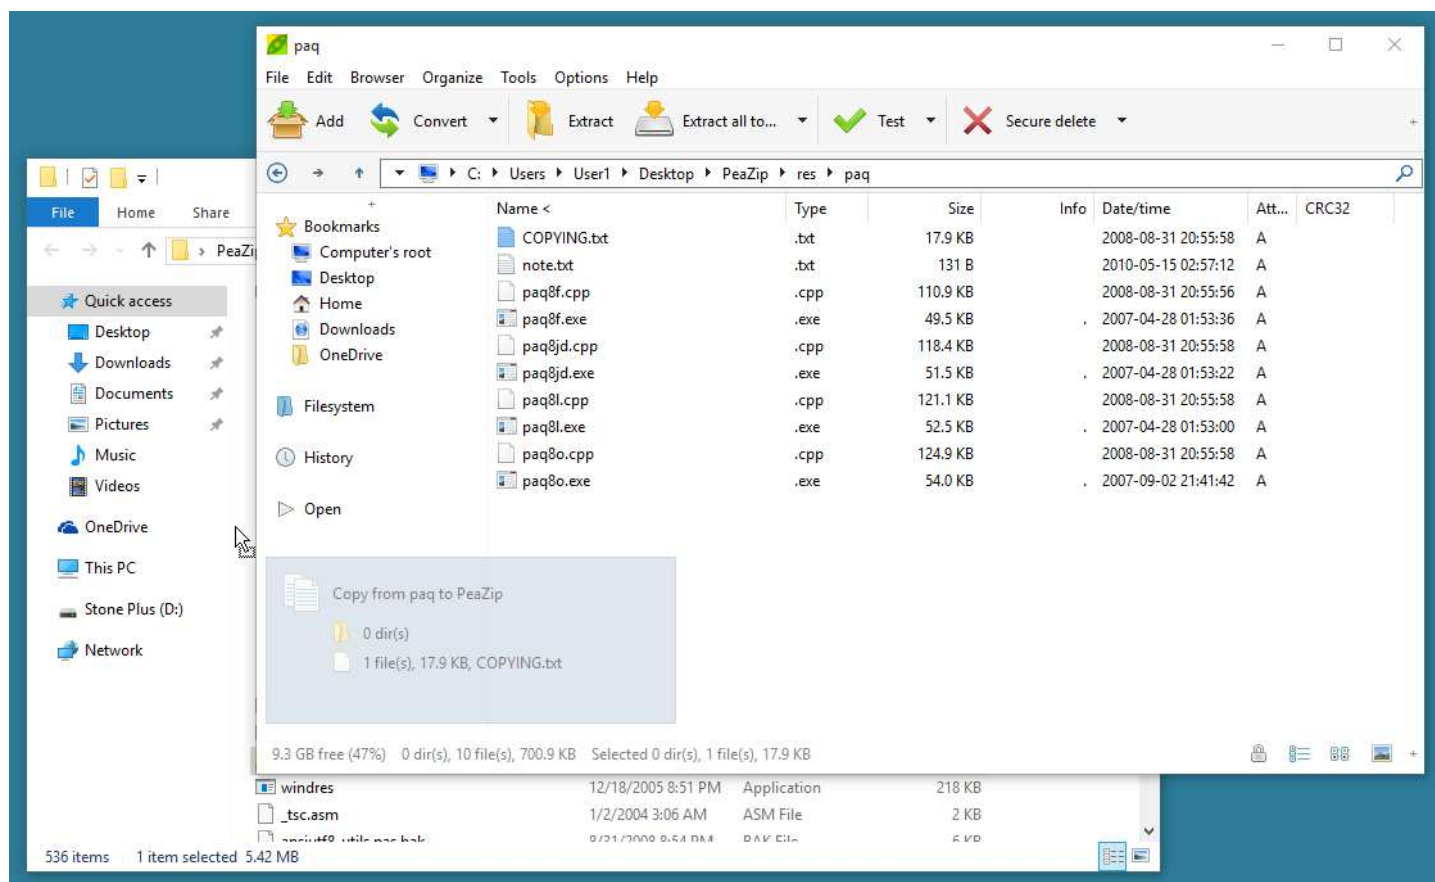 paq
File Edit Browser Organize Tools Options Help
Add Convert Extract Extract all to... Test Secure delete
C: Users User1 Desktop PeaZip res paq
File Home Share
PeaZi
Quick access
Desktop
Downloads
Documents
Pictures
Music
Videos
OneDrive
This PC
Stone Plus (D:)
Network
Bookmarks
Computer's root
Desktop
Home
Downloads
OneDrive
Filesystem
History
Open
Name < Type Size Info Date/time Att... CRC32
COPYING.txt .txt 17.9 KB 2008-08-31 20:55:58 A
note.txt .txt 131 B 2010-05-15 02:57:12 A
paq8f.cpp .cpp 110.9 KB 2008-08-31 20:55:56 A
paq8f.exe .exe 49.5 KB . 2007-04-28 01:53:36 A
paq8jd.cpp .cpp 118.4 KB 2008-08-31 20:55:58 A
paq8jd.exe .exe 51.5 KB . 2007-04-28 01:53:22 A
paq8l.cpp .cpp 121.1 KB 2008-08-31 20:55:58 A
paq8l.exe .exe 52.5 KB . 2007-04-28 01:53:00 A
paq8o.cpp .cpp 124.9 KB 2008-08-31 20:55:58 A
paq8o.exe .exe 54.0 KB . 2007-09-02 21:41:42 A
Copy from paq to PeaZip
0 dir(s)
1 file(s), 17.9 KB, COPYING.txt
9.3 GB free (47%) 0 dir(s), 10 file(s), 700.9 KB Selected 0 dir(s), 1 file(s), 17.9 KB
windres 12/18/2005 8:51 PM Application 218 KB
_tsc.asm 1/2/2004 3:06 AM ASM File 2 KB
536 items 1 item selected 5.42 MB